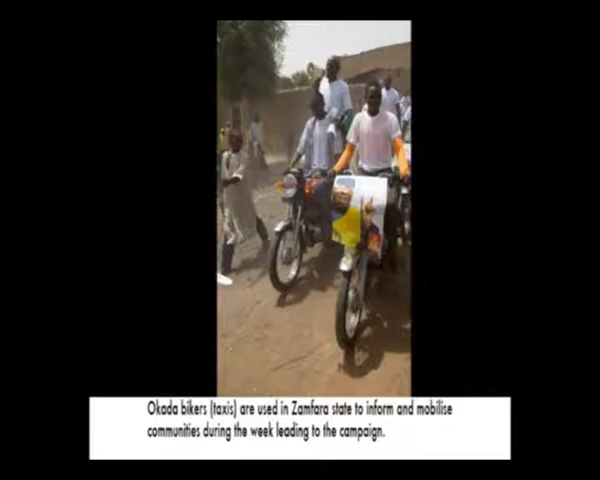 Okada bikers (taxis) are used in Zamfara state to inform and mobilise
communities during the week leading to the campaign.